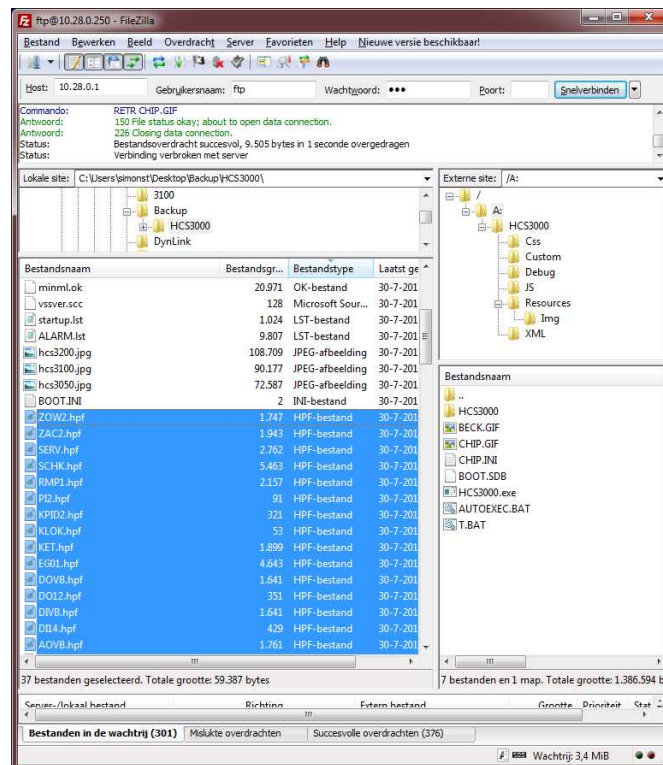 ftp@10.28.0.250 - FileZilla
Bestand Bewerken Beeld Overdracht Server Favorieten Help Nieuwe versie beschikbaar!
Host: 10.28.0.1 Gebruikersnaam: ftp Wachtwoord: ●●● Poort: Snelverbinden
Commando: RETR CHIP.GIF
Antwoord: 150 File status okay; about to open data connection.
Antwoord: 226 Closing data connection.
Status: Bestandsoverdracht succesvol, 9.505 bytes in 1 seconde overgedragen
Status: Verbinding verbroken met server
Lokale site: C:\Users\simonst\Desktop\Backup\HCS3000\
3100
Backup
HCS3000
DynLink
Bestandsnaam Bestandsgr... Bestandstype Laatst ge
minml.ok 20.971 OK-bestand 30-7-201
vssver.scc 128 Microsoft Sour... 30-7-201
startup.lst 1.024 LST-bestand 30-7-201
ALARM.lst 9.807 LST-bestand 30-7-201
hcs3200.jpg 108.709 JPEG-afbeelding 30-7-201
hcs3100.jpg 90.177 JPEG-afbeelding 30-7-201
hcs3050.jpg 72.587 JPEG-afbeelding 30-7-201
BOOT.INI 2 INI-bestand 30-7-201
ZOW2.hpf 1.747 HPF-bestand 30-7-201
ZAC2.hpf 1.943 HPF-bestand 30-7-201
SERV.hpf 2.762 HPF-bestand 30-7-201
SCHK.hpf 5.463 HPF-bestand 30-7-201
RMP1.hpf 2.157 HPF-bestand 30-7-201
PI2.hpf 91 HPF-bestand 30-7-201
KPID2.hpf 321 HPF-bestand 30-7-201
KLOK.hpf 53 HPF-bestand 30-7-201
KET.hpf 1.899 HPF-bestand 30-7-201
EG01.hpf 4.643 HPF-bestand 30-7-201
DOVB.hpf 1.641 HPF-bestand 30-7-201
DO12.hpf 351 HPF-bestand 30-7-201
DIVB.hpf 1.641 HPF-bestand 30-7-201
DI14.hpf 429 HPF-bestand 30-7-201
AOVB.hpf 1.761 HPF-bestand 30-7-201
37 bestanden geselecteerd. Totale grootte: 59.387 bytes
Externe site: /A:
/
A:
HCS3000
Css
Custom
Debug
JS
Resources
Img
XML
Bestandsnaam
..
HCS3000
BECK.GIF
CHIP.GIF
CHIP.INI
BOOT.SDB
HCS3000.exe
AUTOEXEC.BAT
T.BAT
7 bestanden en 1 map. Totale grootte: 1.386.594 b
Server-/lokaal bestand Richting Extern bestand Grootte Prioriteit Stat
Bestanden in de wachtrij (301) Mislukte overdrachten Succesvolle overdrachten (376)
Wachtrij: 3,4 MiB